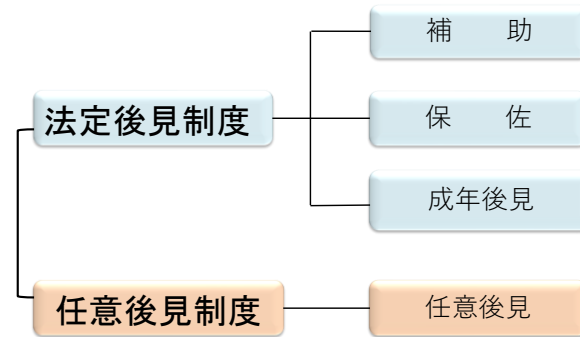 補　助
法定後見制度
保　佐
成年後見
任意後見制度
任意後見